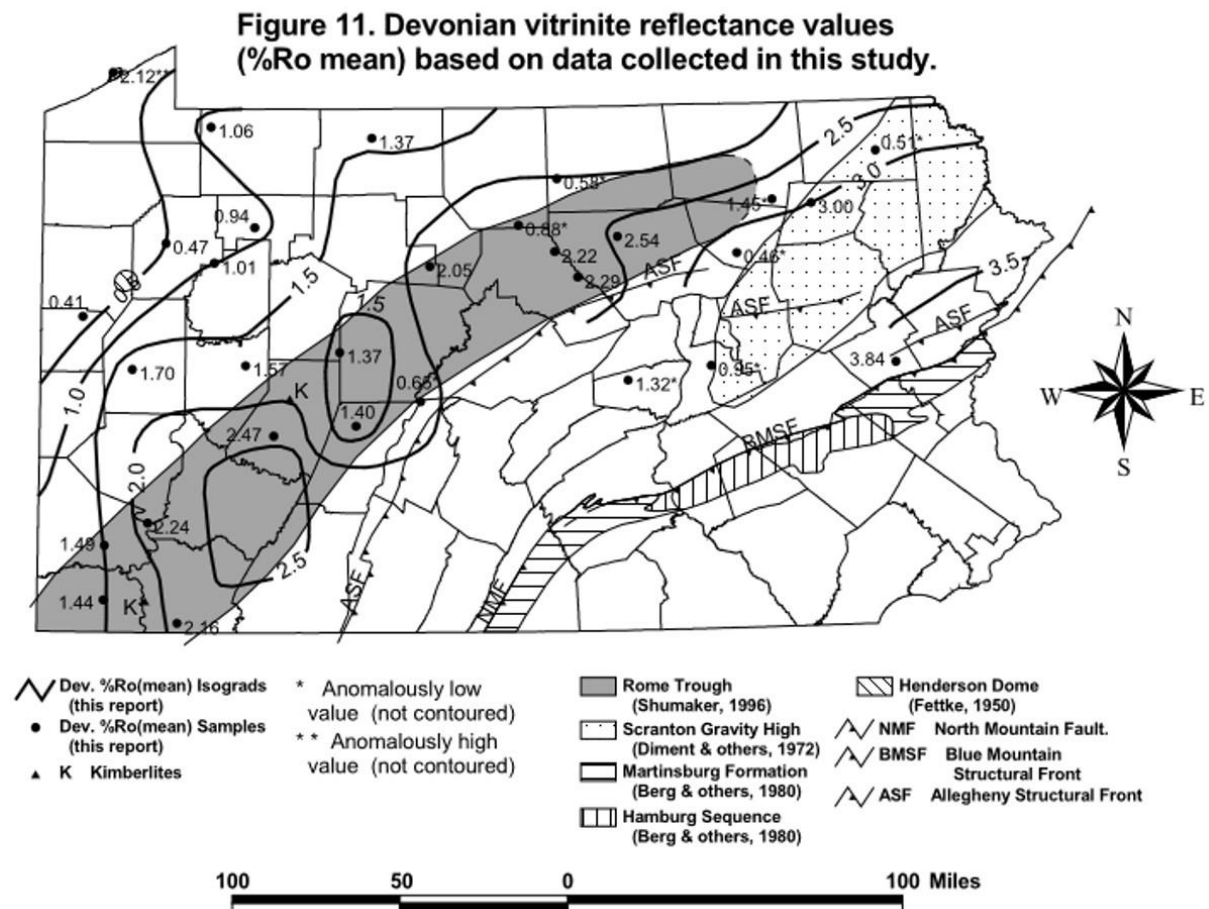 Figure 11. Devonian vitrinite reflectance values
(%Ro mean) based on data collected in this study.
2.12**
1.06
1.37
2.5
0.51*
3.0
0.58*
1.45*
3.00
0.94
0.88*
2.54
0.47
2.22
0.46*
1.01
2.05
2.29
ASF
3.5
0.41
1.5
1.5
ASF
ASF
1.37
1.70
1.57
0.65*
1.32*
0.95*
3.84
N
W
E
S
K
1.0
1.40
2.47
BMSF
2.0
2.24
1.49
2.5
ASF
NMF
1.44
K
2.16
Dev. %Ro(mean) Isograds
(this report)
Dev. %Ro(mean) Samples
(this report)
K Kimberlites
* Anomalously low
value (not contoured)
** Anomalously high
value (not contoured)
Rome Trough
(Shumaker, 1996)
Scranton Gravity High
(Diment & others, 1972)
Martinsburg Formation
(Berg & others, 1980)
Hamburg Sequence
(Berg & others, 1980)
Henderson Dome
(Fettke, 1950)
NMF North Mountain Fault.
BMSF Blue Mountain
Structural Front
ASF Allegheny Structural Front
100 50 0 100 Miles